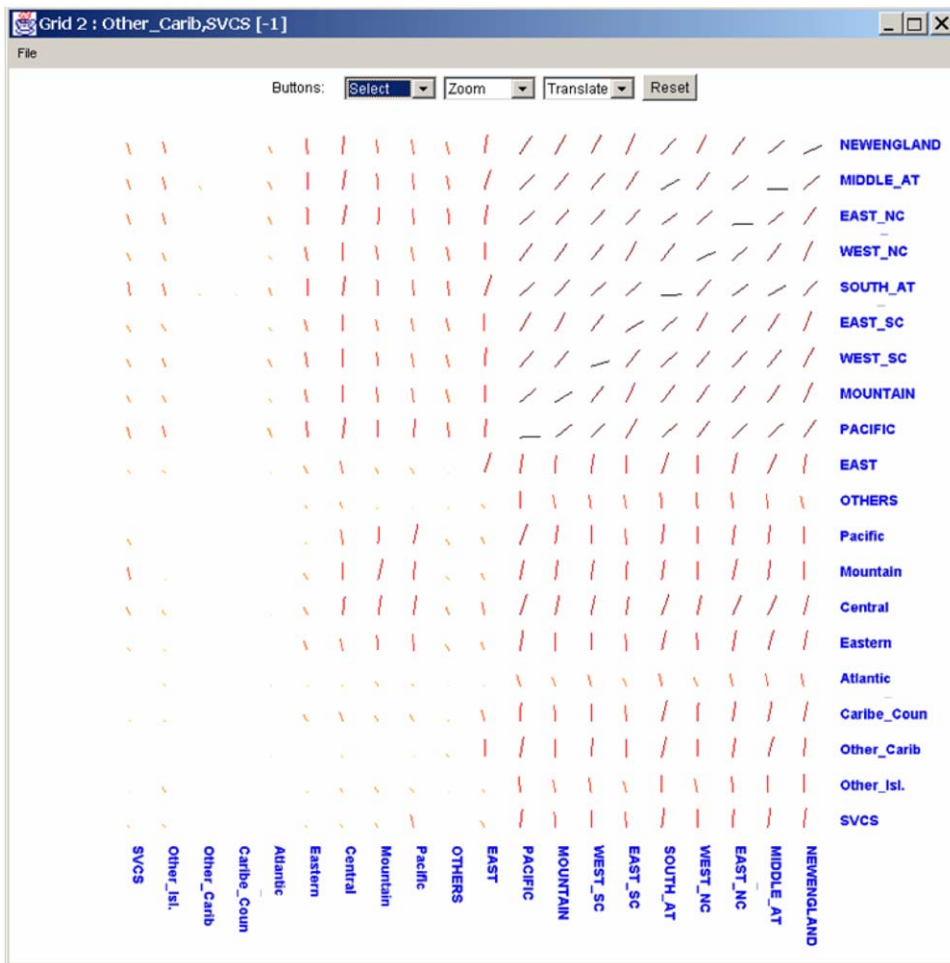 Grid 2 : Other_Carib,SVCS [-1]
File
Buttons: Select Zoom Translate Reset
NEWENGLAND
MIDDLE_AT
EAST_NC
WEST_NC
SOUTH_AT
EAST_SC
WEST_SC
MOUNTAIN
PACIFIC
EAST
OTHERS
Pacific
Mountain
Central
Eastern
Atlantic
Caribe_Coun
Other_Carib
Other_Isl.
SVCS
SVCS
Other_Isl.
Other_Carib
Caribe_Coun
Atlantic
Eastern
Central
Mountain
Pacific
OTHERS
EAST
PACIFIC
MOUNTAIN
WEST_SC
EAST_SC
SOUTH_AT
WEST_NC
EAST_NC
MIDDLE_AT
NEWENGLAND